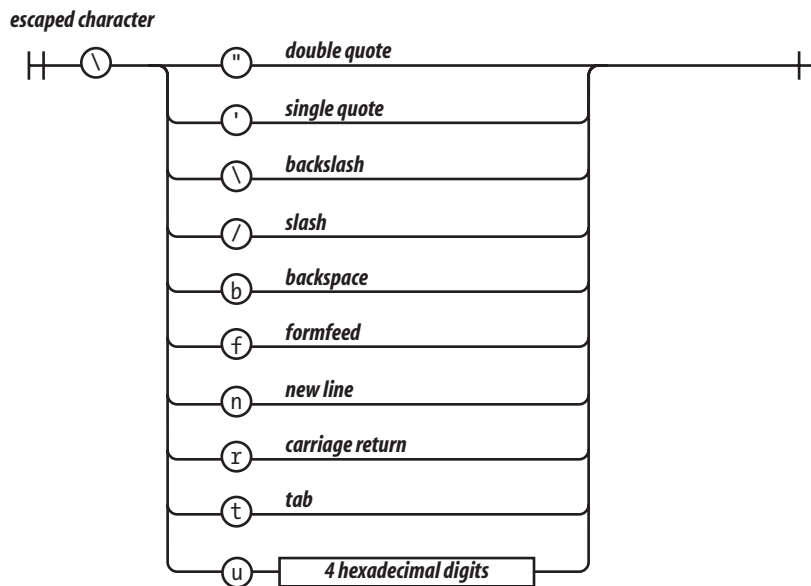 escaped character
\
" double quote
' single quote
\ backslash
/ slash
b backspace
f formfeed
n new line
r carriage return
t tab
u 4 hexadecimal digits